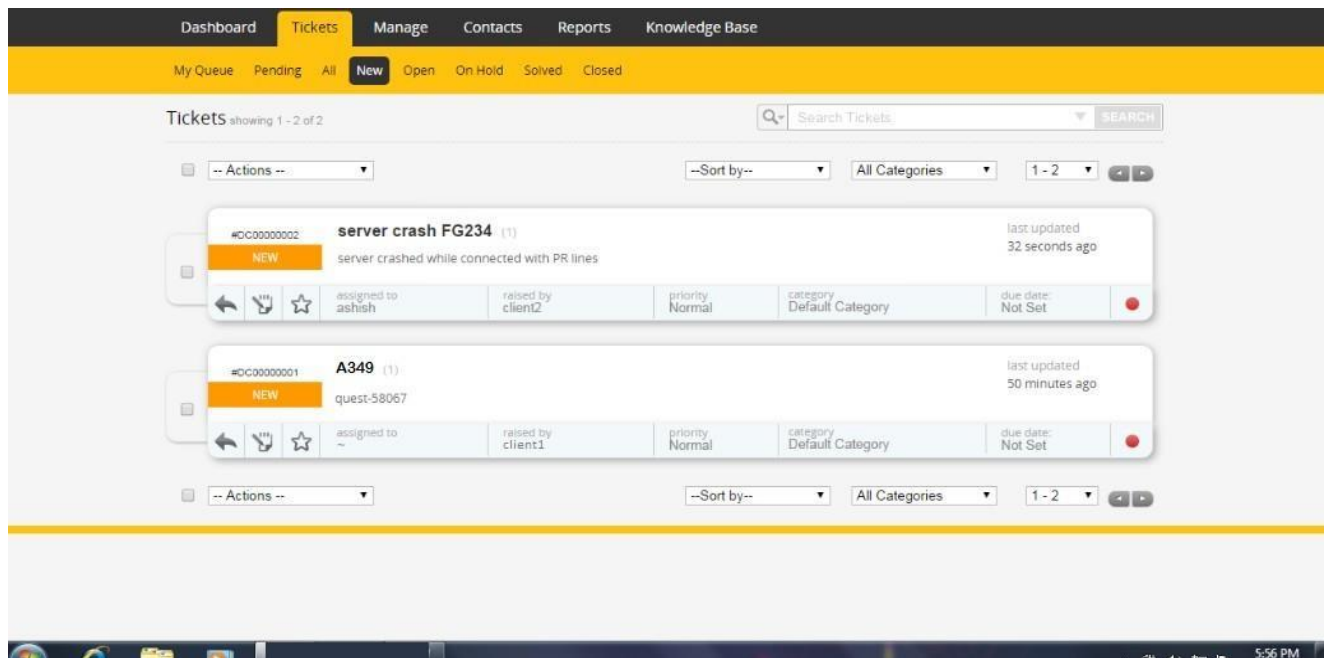 Dashboard Tickets Manage Contacts Reports Knowledge Base
My Queue Pending All New Open On Hold Solved Closed
Tickets showing 1 - 2 of 2
Search Tickets SEARCH
-- Actions -- --Sort by-- All Categories 1 - 2
#DC00000002 server crash FG234 (1) last updated
NEW server crashed while connected with PR lines 32 seconds ago
assigned to raised by priority category due date:
ashish client2 Normal Default Category Not Set
#DC00000001 A349 (1) last updated
NEW quest-58067 50 minutes ago
assigned to raised by priority category due date:
~ client1 Normal Default Category Not Set
-- Actions -- --Sort by-- All Categories 1 - 2
5:56 PM